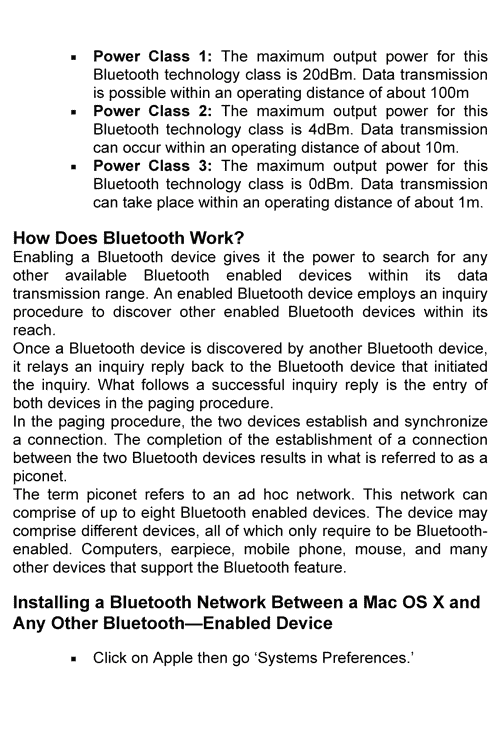 ▪ Power Class 1: The maximum output power for this
Bluetooth technology class is 20dBm. Data transmission
is possible within an operating distance of about 100m
▪ Power Class 2: The maximum output power for this
Bluetooth technology class is 4dBm. Data transmission
can occur within an operating distance of about 10m.
▪ Power Class 3: The maximum output power for this
Bluetooth technology class is 0dBm. Data transmission
can take place within an operating distance of about 1m.
How Does Bluetooth Work?
Enabling a Bluetooth device gives it the power to search for any
other available Bluetooth enabled devices within its data
transmission range. An enabled Bluetooth device employs an inquiry
procedure to discover other enabled Bluetooth devices within its
reach.
Once a Bluetooth device is discovered by another Bluetooth device,
it relays an inquiry reply back to the Bluetooth device that initiated
the inquiry. What follows a successful inquiry reply is the entry of
both devices in the paging procedure.
In the paging procedure, the two devices establish and synchronize
a connection. The completion of the establishment of a connection
between the two Bluetooth devices results in what is referred to as a
piconet.
The term piconet refers to an ad hoc network. This network can
comprise of up to eight Bluetooth enabled devices. The device may
comprise different devices, all of which only require to be Bluetooth-
enabled. Computers, earpiece, mobile phone, mouse, and many
other devices that support the Bluetooth feature.
Installing a Bluetooth Network Between a Mac OS X and
Any Other Bluetooth—Enabled Device
▪ Click on Apple then go ‘Systems Preferences.’